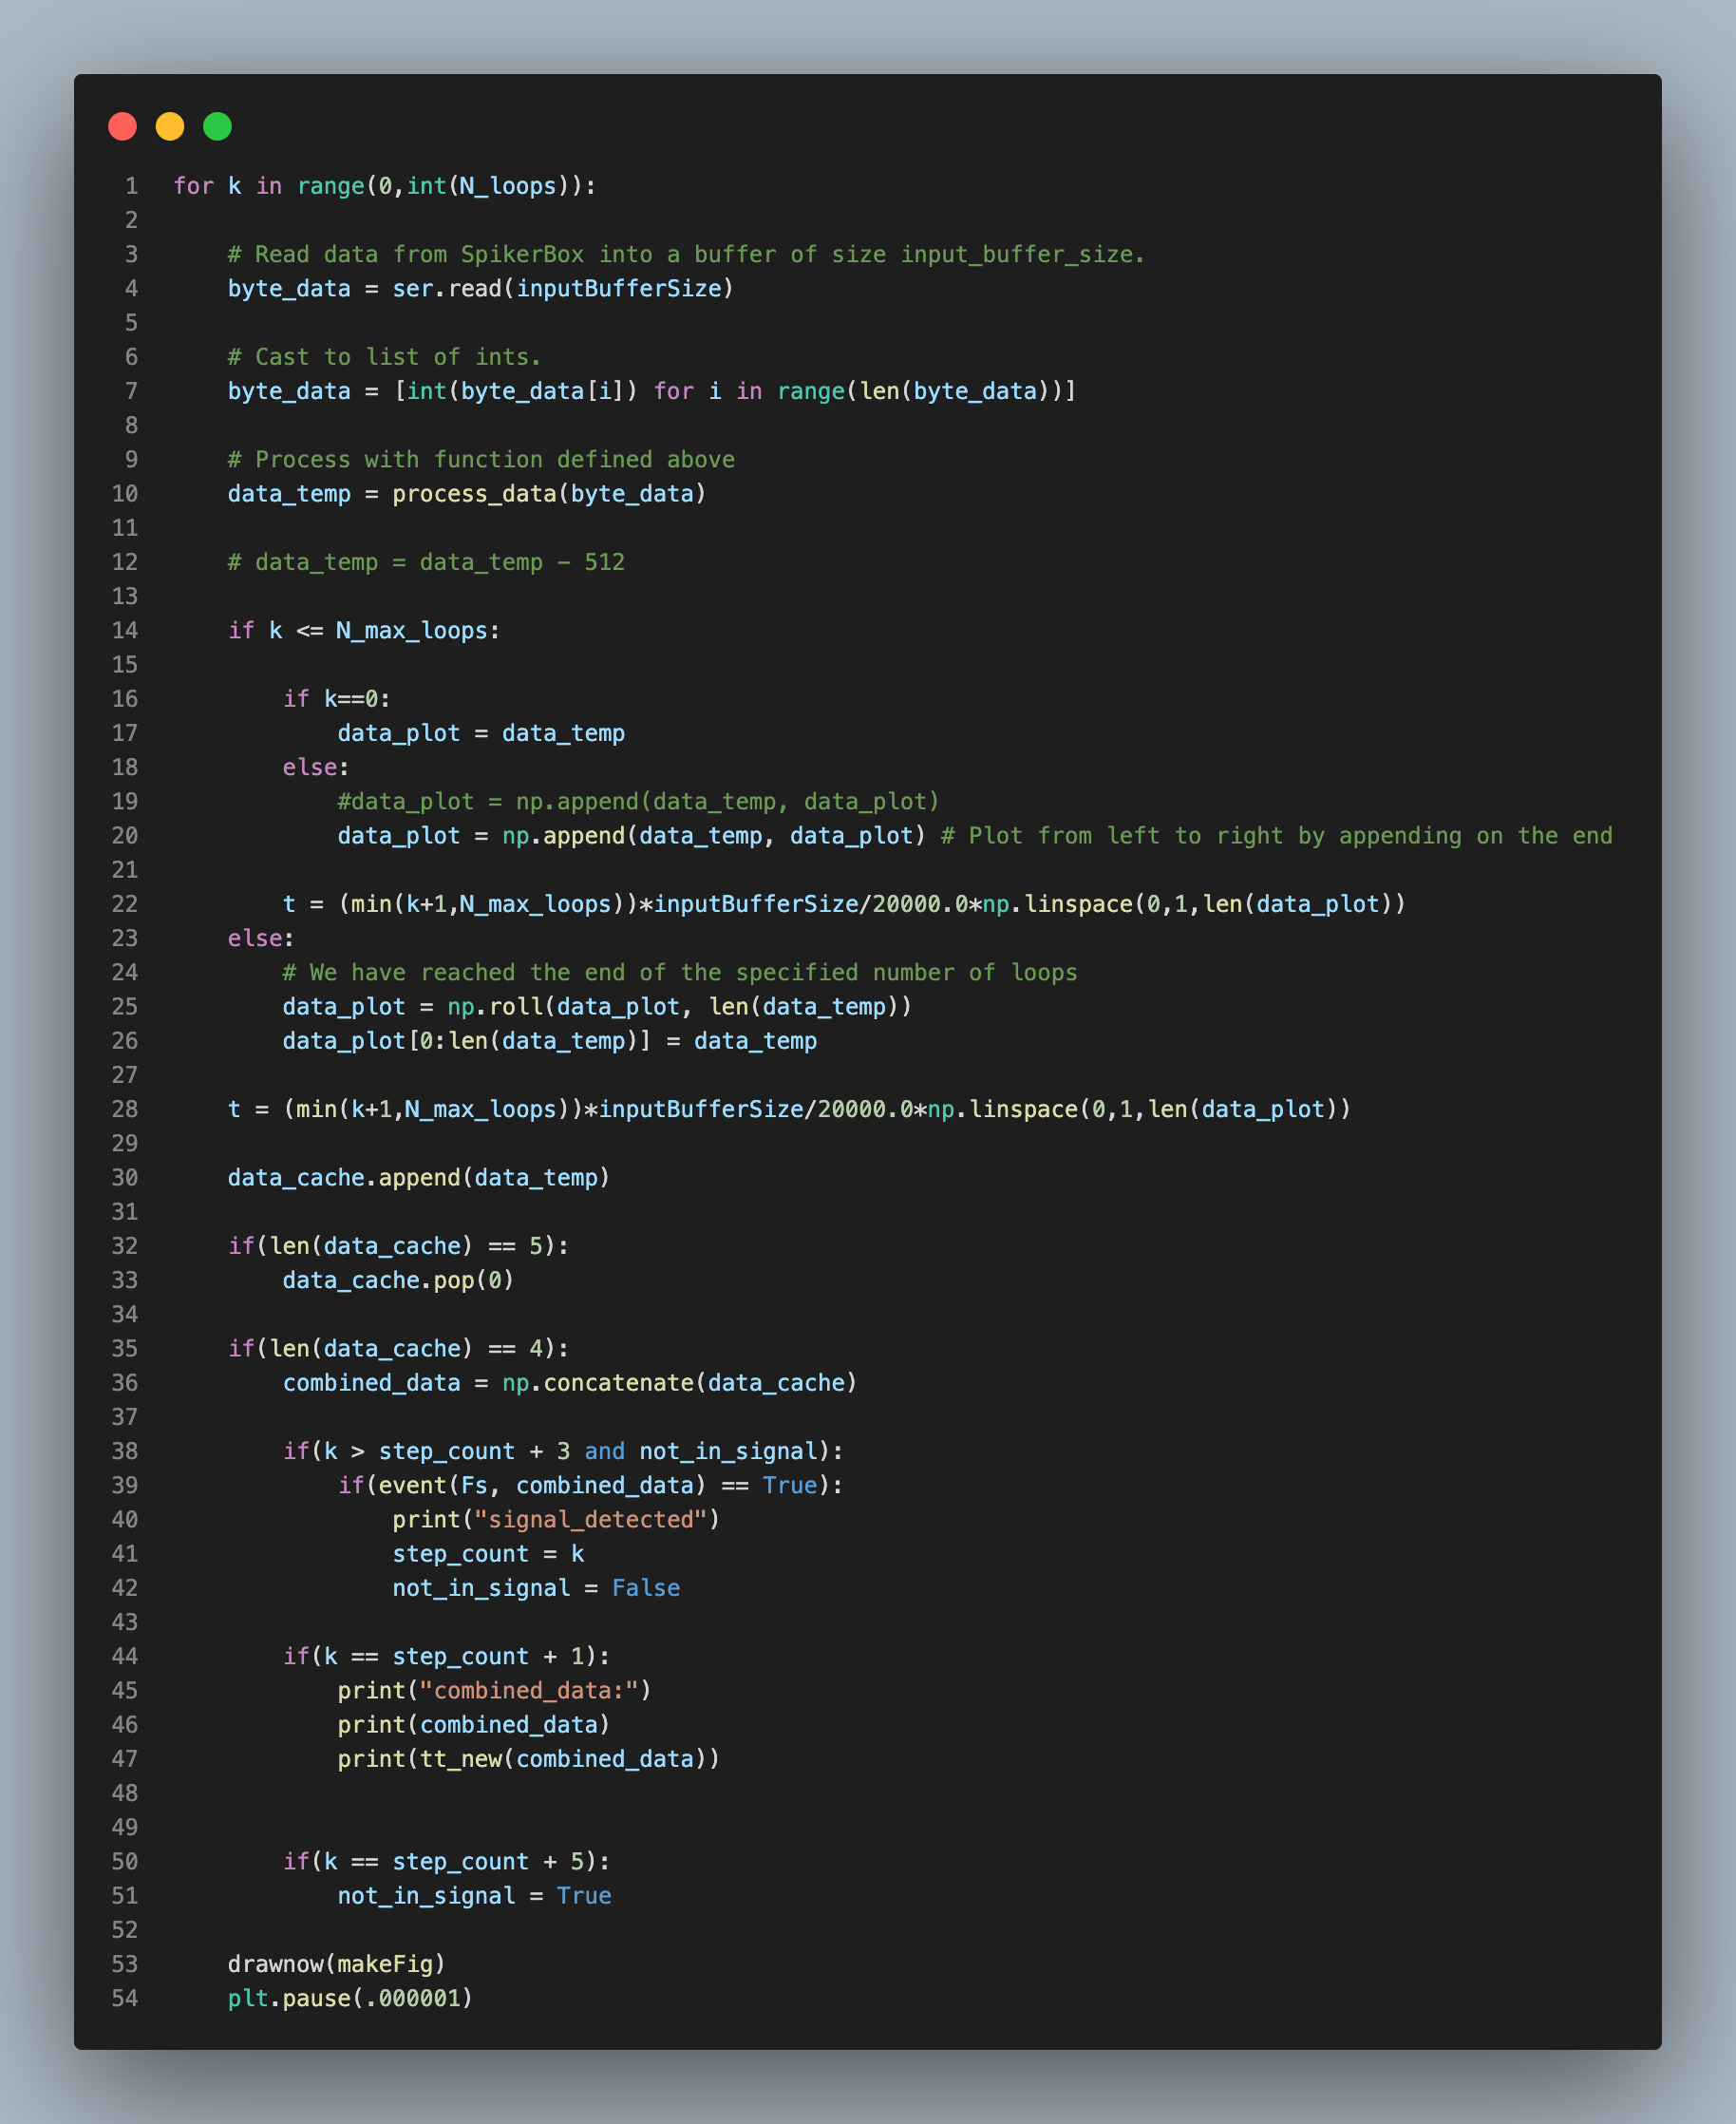 1 for k in range(0,int(N_loops)):
2
3     # Read data from SpikerBox into a buffer of size input_buffer_size.
4     byte_data = ser.read(inputBufferSize)
5
6     # Cast to list of ints.
7     byte_data = [int(byte_data[i]) for i in range(len(byte_data))]
8
9     # Process with function defined above
10     data_temp = process_data(byte_data)
11
12     # data_temp = data_temp - 512
13
14     if k <= N_max_loops:
15
16         if k==0:
17             data_plot = data_temp
18         else:
19             #data_plot = np.append(data_temp, data_plot)
20             data_plot = np.append(data_temp, data_plot) # Plot from left to right by appending on the end
21
22         t = (min(k+1,N_max_loops))*inputBufferSize/20000.0*np.linspace(0,1,len(data_plot))
23     else:
24         # We have reached the end of the specified number of loops
25         data_plot = np.roll(data_plot, len(data_temp))
26         data_plot[0:len(data_temp)] = data_temp
27
28     t = (min(k+1,N_max_loops))*inputBufferSize/20000.0*np.linspace(0,1,len(data_plot))
29
30     data_cache.append(data_temp)
31
32     if(len(data_cache) == 5):
33         data_cache.pop(0)
34
35     if(len(data_cache) == 4):
36         combined_data = np.concatenate(data_cache)
37
38         if(k > step_count + 3 and not_in_signal):
39             if(event(Fs, combined_data) == True):
40                 print("signal_detected")
41                 step_count = k
42                 not_in_signal = False
43
44         if(k == step_count + 1):
45             print("combined_data:")
46             print(combined_data)
47             print(tt_new(combined_data))
48
49
50         if(k == step_count + 5):
51             not_in_signal = True
52
53     drawnow(makeFig)
54     plt.pause(.000001)